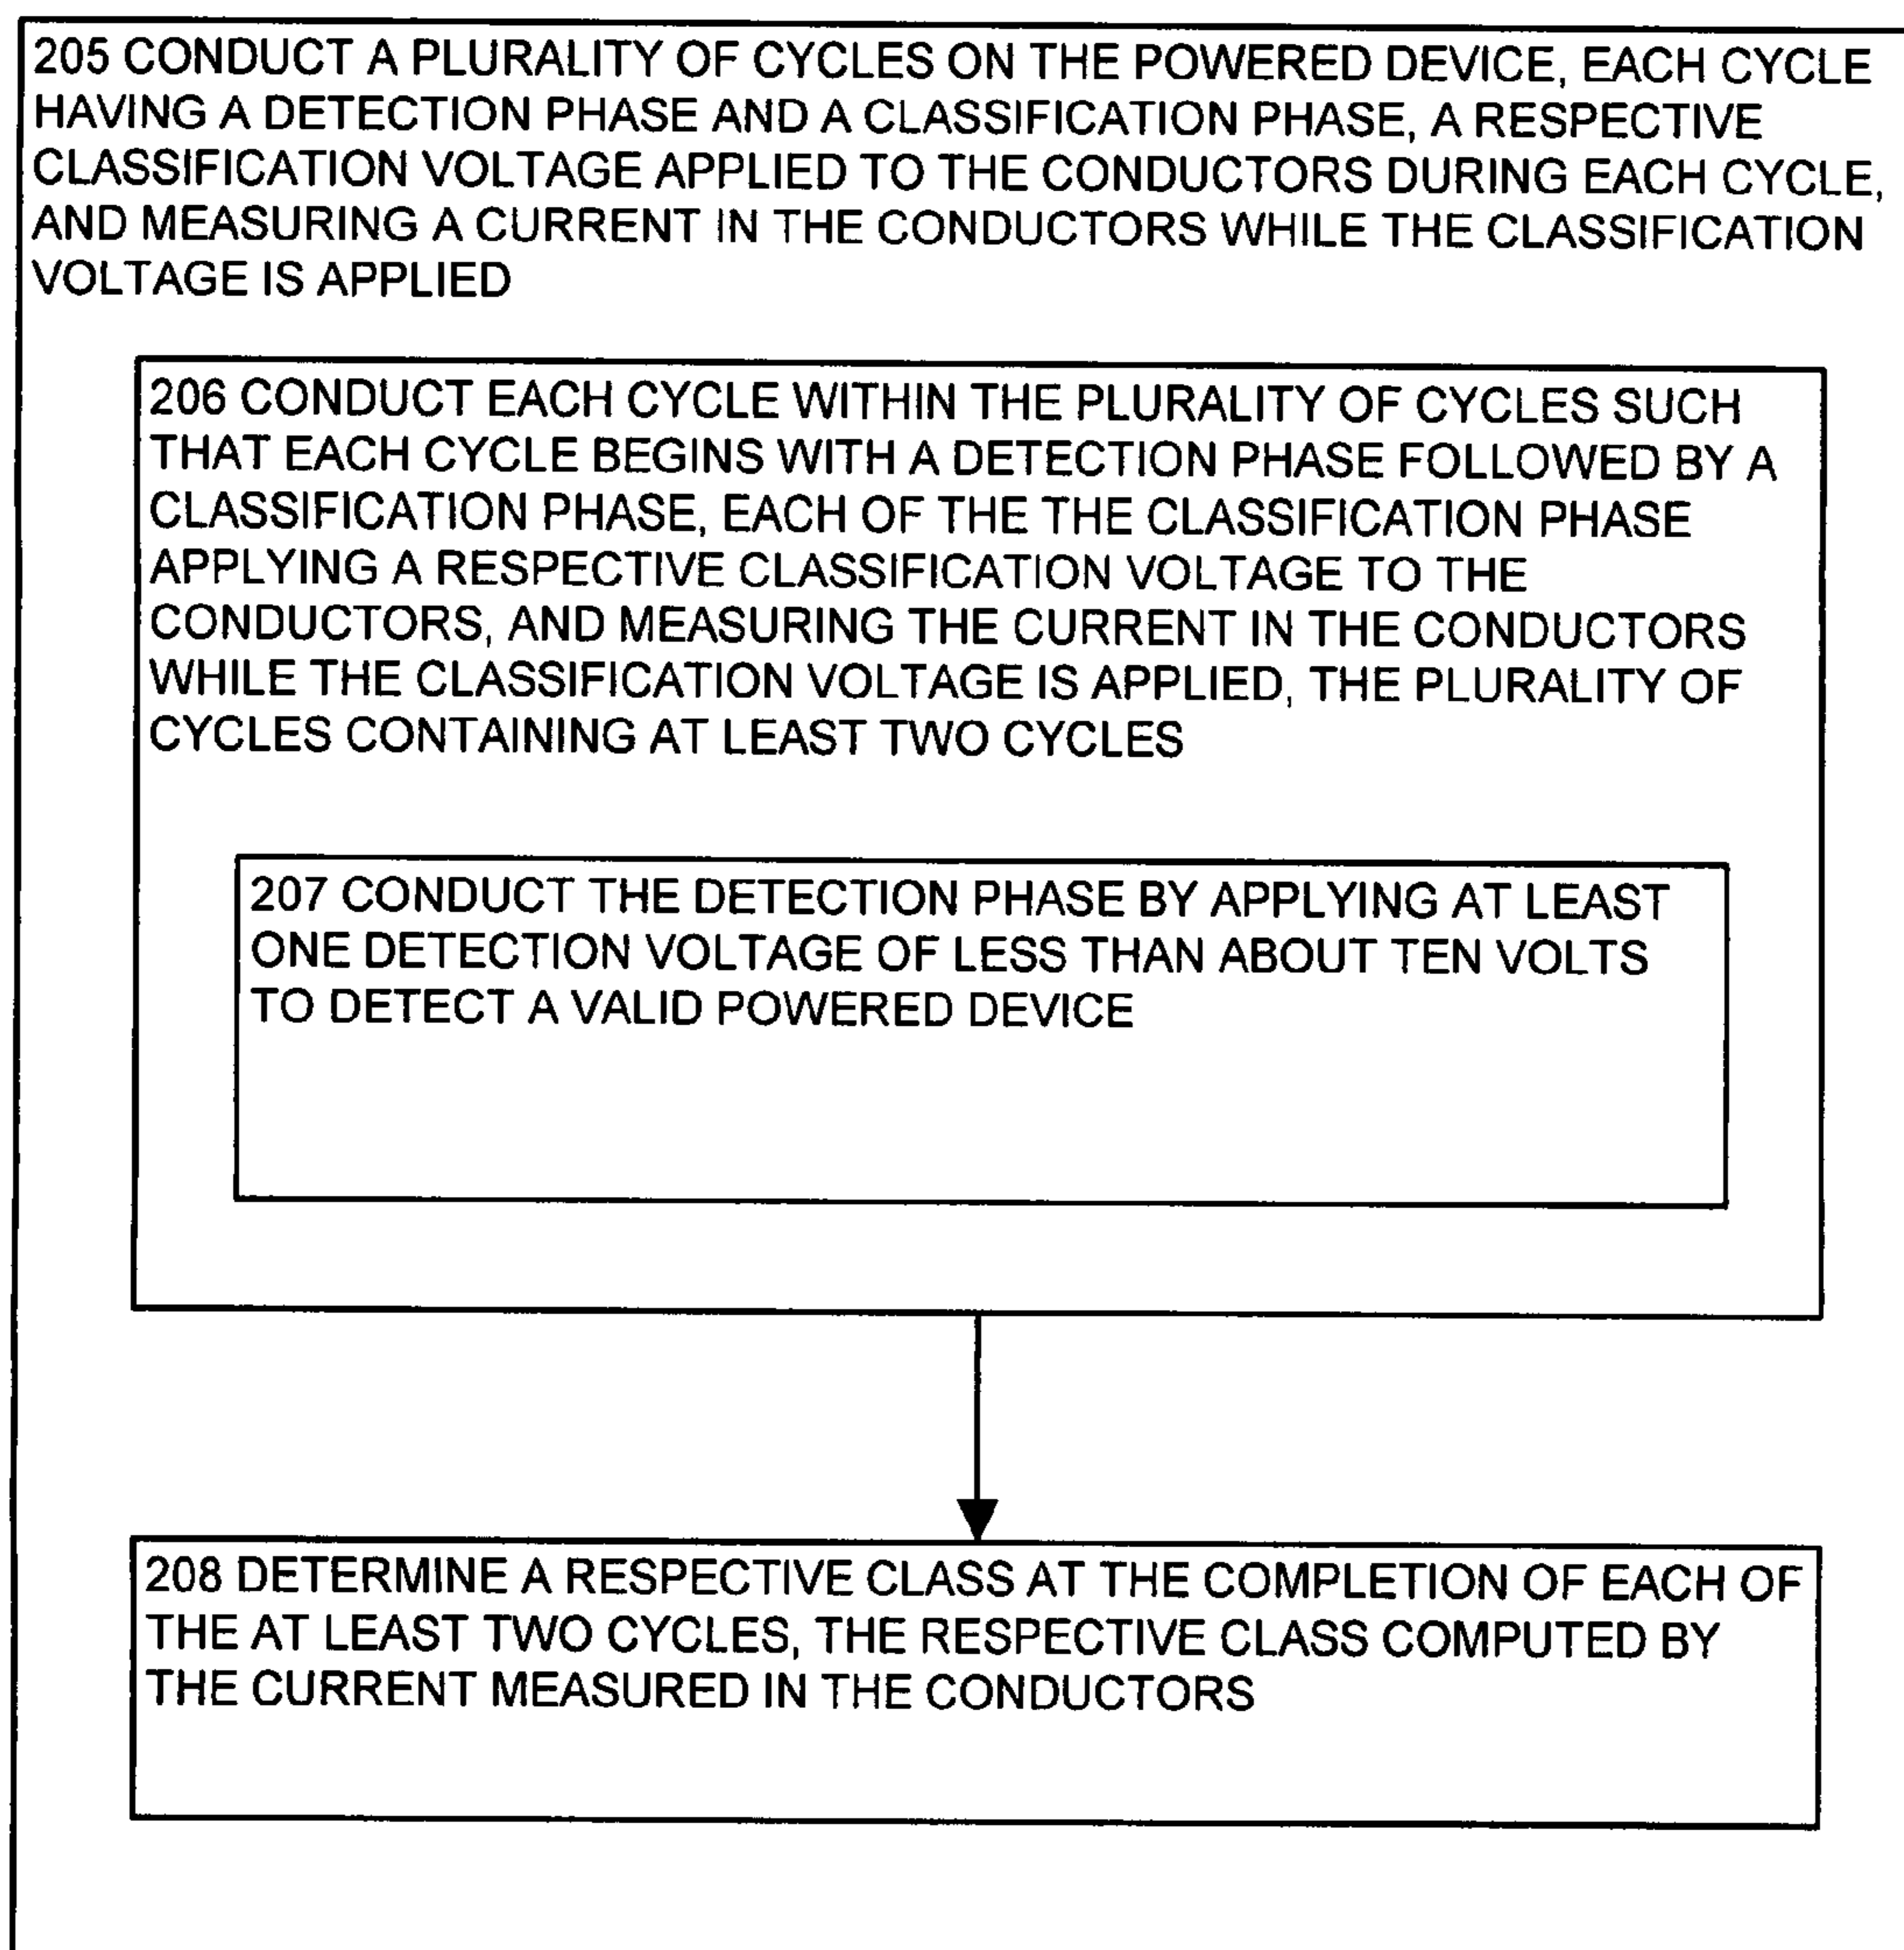 205 CONDUCT A PLURALITY OF CYCLES ON THE POWERED DEVICE, EACH CYCLE
HAVING A DETECTION PHASE AND A CLASSIFICATION PHASE, A RESPECTIVE
CLASSIFICATION VOLTAGE APPLIED TO THE CONDUCTORS DURING EACH CYCLE,
AND MEASURING A CURRENT IN THE CONDUCTORS WHILE THE CLASSIFICATION
VOLTAGE IS APPLIED
206 CONDUCT EACH CYCLE WITHIN THE PLURALITY OF CYCLES SUCH
THAT EACH CYCLE BEGINS WITH A DETECTION PHASE FOLLOWED BY A
CLASSIFICATION PHASE, EACH OF THE THE CLASSIFICATION PHASE
APPLYING A RESPECTIVE CLASSIFICATION VOLTAGE TO THE
CONDUCTORS, AND MEASURING THE CURRENT IN THE CONDUCTORS
WHILE THE CLASSIFICATION VOLTAGE IS APPLIED, THE PLURALITY OF
CYCLES CONTAINING AT LEAST TWO CYCLES
207 CONDUCT THE DETECTION PHASE BY APPLYING AT LEAST
ONE DETECTION VOLTAGE OF LESS THAN ABOUT TEN VOLTS
TO DETECT A VALID POWERED DEVICE
208 DETERMINE A RESPECTIVE CLASS AT THE COMPLETION OF EACH OF
THE AT LEAST TWO CYCLES, THE RESPECTIVE CLASS COMPUTED BY
THE CURRENT MEASURED IN THE CONDUCTORS